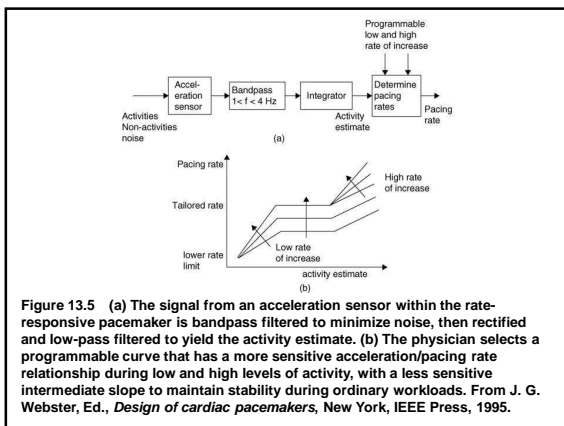 Programmable
low and high
rate of increase
Accel-
eration
sensor
Bandpass
1< f < 4 Hz
Integrator
Determine
pacing
rates
Activities
Non-activities
noise
Activity
estimate
Pacing
rate
(a)
Pacing rate
Tailored rate
lower rate
limit
High rate
of increase
Low rate
of increase
activity estimate
(b)
Figure 13.5 (a) The signal from an acceleration sensor within the rate-
responsive pacemaker is bandpass filtered to minimize noise, then rectified
and low-pass filtered to yield the activity estimate. (b) The physician selects a
programmable curve that has a more sensitive acceleration/pacing rate
relationship during low and high levels of activity, with a less sensitive
intermediate slope to maintain stability during ordinary workloads. From J. G.
Webster, Ed., Design of cardiac pacemakers, New York, IEEE Press, 1995.